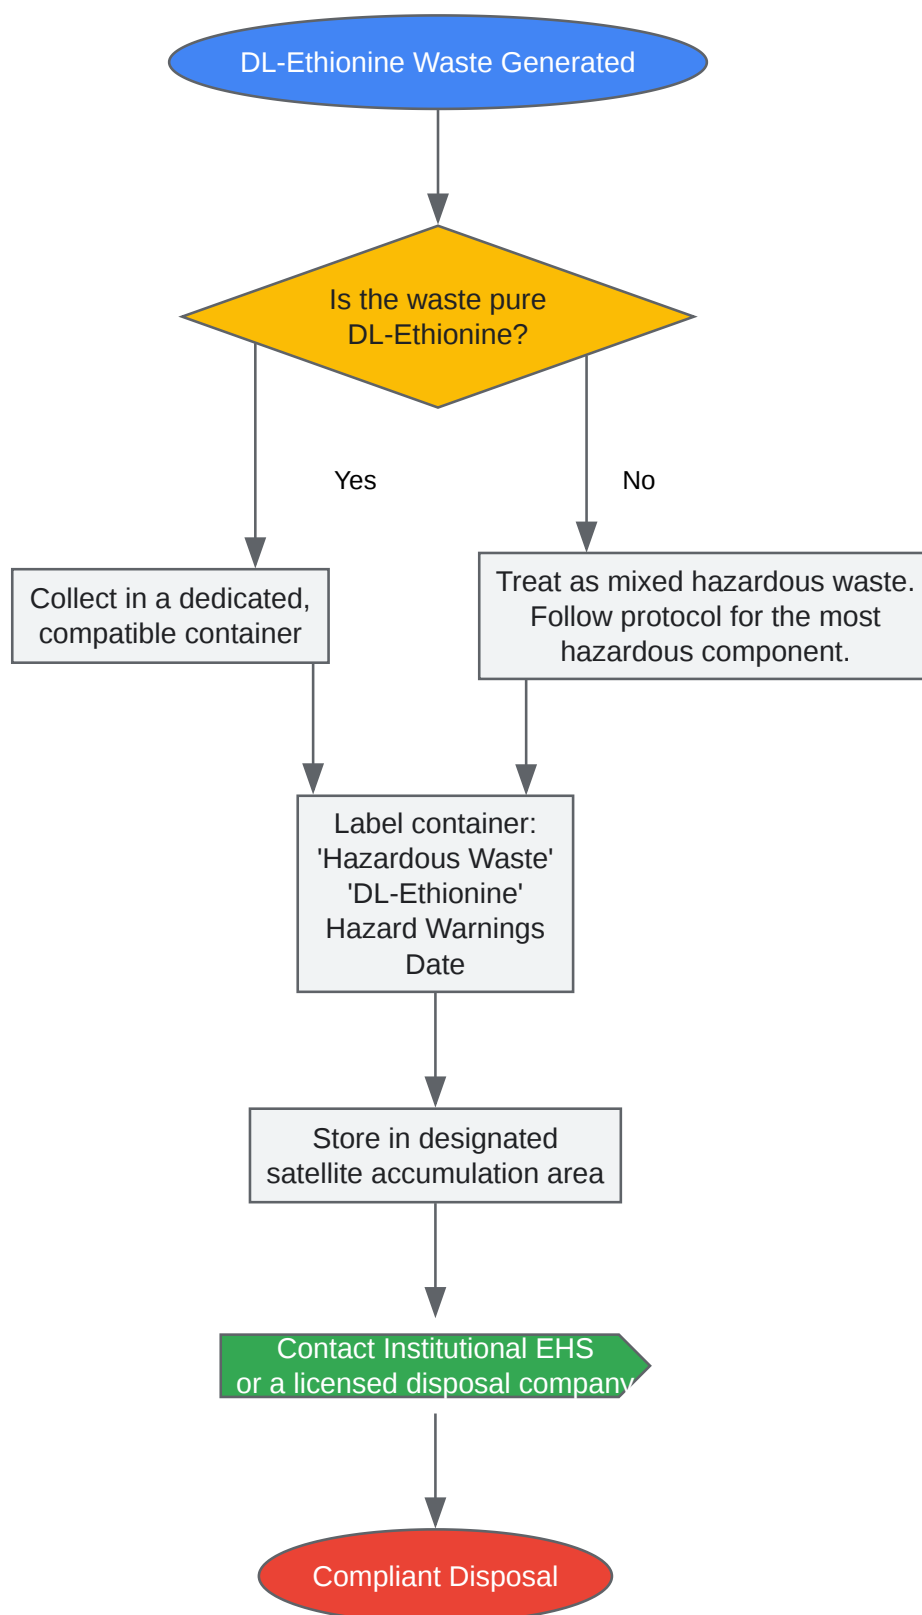 DL-Ethionine Waste Generated
Is the waste pure
DL-Ethionine?
Yes
No
Collect in a dedicated,
compatible container
Treat as mixed hazardous waste.
Follow protocol for the most
hazardous component.
Label container:
'Hazardous Waste'
'DL-Ethionine'
Hazard Warnings
Date
Store in designated
satellite accumulation area
Contact Institutional EHS
or a licensed disposal company
Compliant Disposal